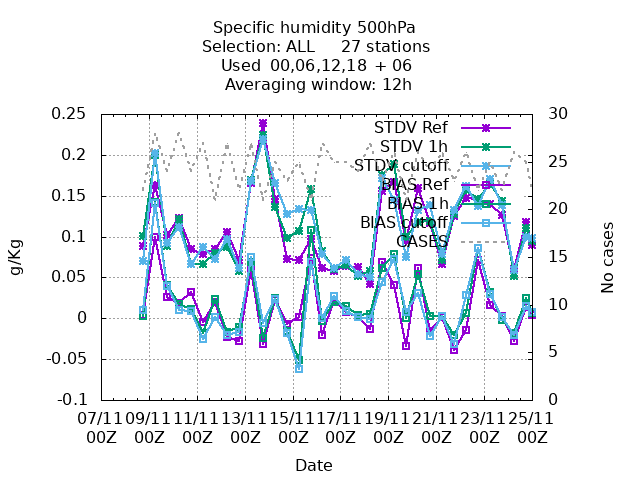 Specific humidity 500hPa
Selection: ALL 27 stations
Used 00,06,12,18 + 06
Averaging window: 12h
0.25
0.2
0.15
0.1
0.05
0
-0.05
-0.1
g/Kg
STDV Ref
STDV 1h
STDV cutoff
BIAS Ref
BIAS 1h
BIAS cutoff
CASES
30
25
20
15
10
5
0
No cases
07/11 09/11 11/11 13/11 15/11 17/11 19/11 21/11 23/11 25/11
00Z 00Z 00Z 00Z 00Z 00Z 00Z 00Z 00Z 00Z
Date